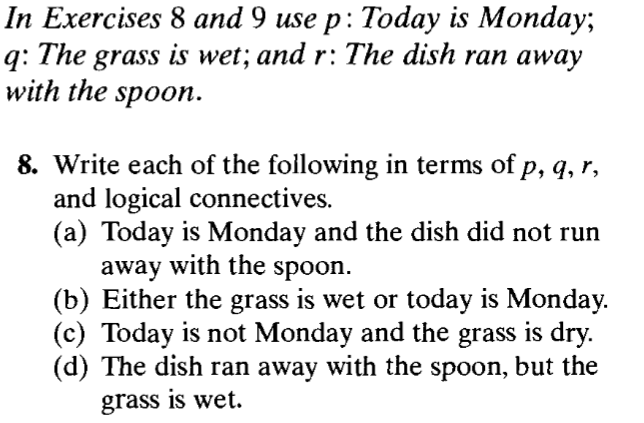 In Exercises 8 and 9 use p: Today is Monday;
q: The grass is wet; and r: The dish ran away
with the spoon.
8. Write each of the following in terms of p, q, r,
and logical connectives.
(a) Today is Monday and the dish did not run
away with the spoon.
(b) Either the grass is wet or today is Monday.
(c) Today is not Monday and the grass is dry.
(d) The dish ran away with the spoon, but the
grass is wet.